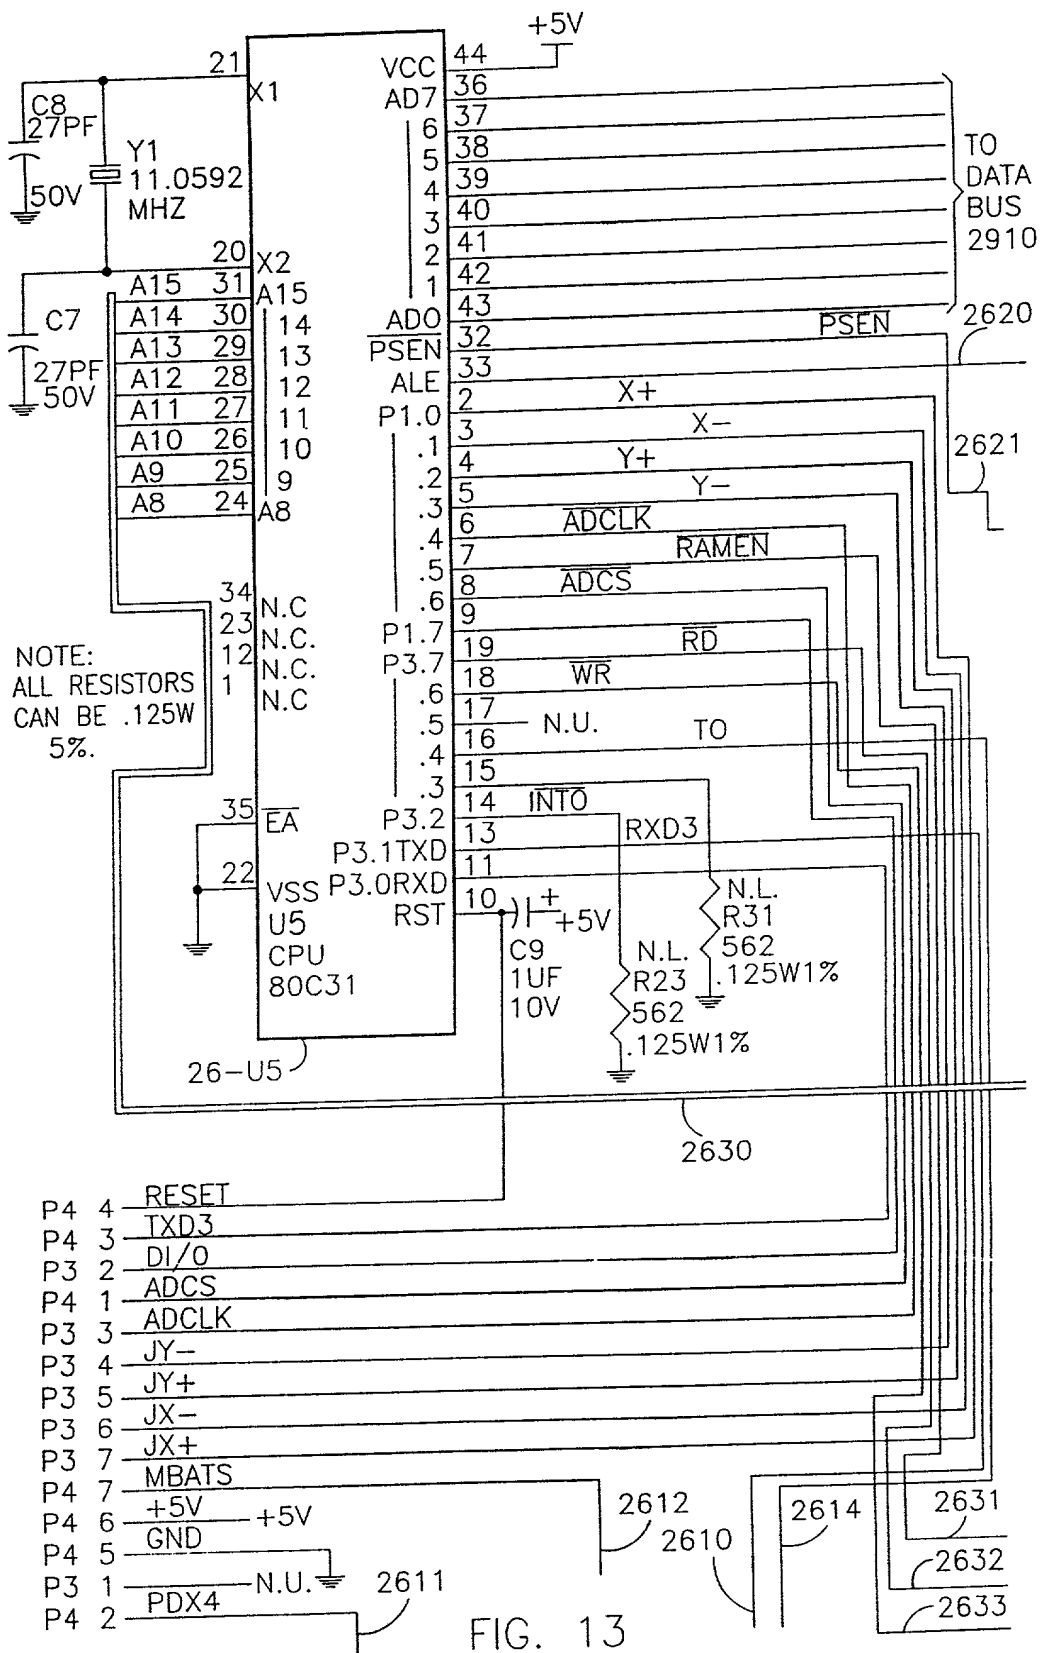 +5V
21
X1
C8
27PF
50V
Y1
11.0592
MHZ
20
X2
C7
27PF
50V
A15 31 A15
A14 30 14
A13 29 13
A12 28 12
A11 27 11
A10 26 10
A9 25 9
A8 24 A8
34 N.C
23 N.C.
12 N.C.
1 N.C
NOTE:
ALL RESISTORS
CAN BE .125W
5%.
35 EA
22 VSS
U5
CPU
80C31
26-U5
VCC 44
AD7 36
6 37
5 38
4 39
3 40
2 41
1 42
AD0 43
TO
DATA
BUS
2910
PSEN 32 PSEN
2620
ALE 33
P1.0 2 X+
.1 3 X-
2621
.2 4 Y+
.3 5 Y-
.4 6 ADCLK
.5 7 RAMEN
.6 8 ADCS
P1.7 9
P3.7 19 RD
.6 18 WR
.5 17 N.U.
.4 16 TO
.3 15
P3.2 14 INTO
P3.1TXD 13 RXD3
P3.0RXD 11
RST 10
+
+5V
C9
1UF
10V
N.L.
R31
562
.125W1%
N.L.
R23
562
.125W1%
2630
P4 4 RESET
P4 3 TXD3
P3 2 DI/O
P4 1 ADCS
P3 3 ADCLK
P3 4 JY-
P3 5 JY+
P3 6 JX-
P3 7 JX+
P4 7 MBATS
P4 6 +5V +5V
P4 5 GND
P3 1 N.U.
P4 2 PDX4
2611
2612
2610
2614
2631
2632
2633
FIG. 13